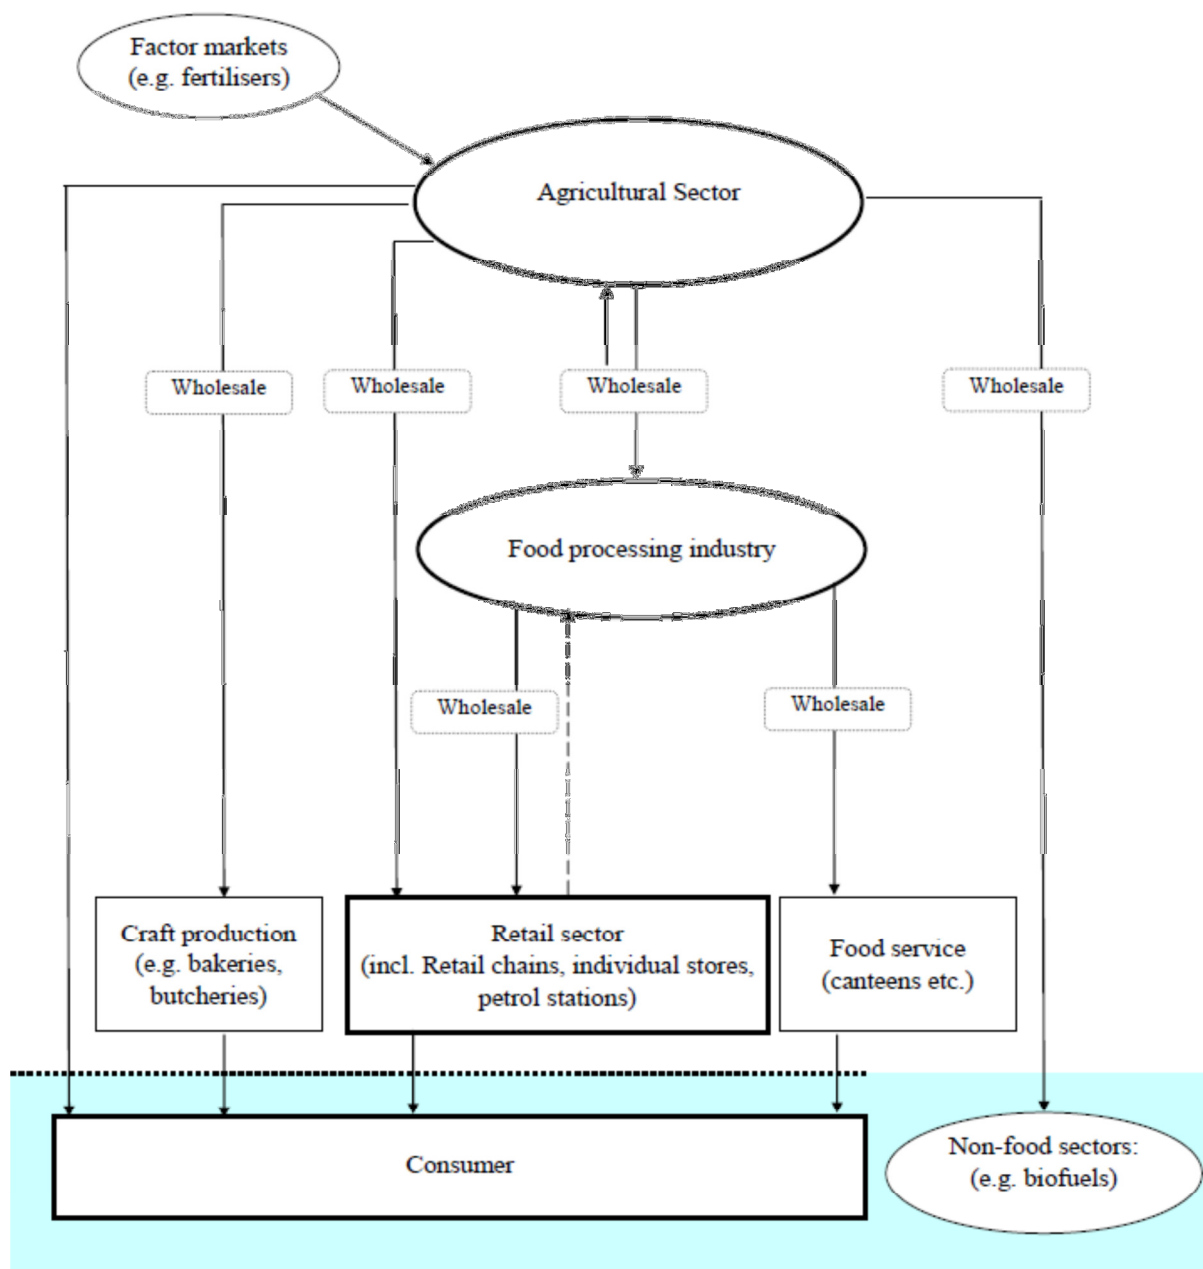 Factor markets
(e.g. fertilisers)
Agricultural Sector
Wholesale
Wholesale
Wholesale
Wholesale
Food processing industry
Wholesale
Wholesale
Craft production
(e.g. bakeries,
butcheries)
Retail sector
(incl. Retail chains, individual stores,
petrol stations)
Food service
(canteens etc.)
Consumer
Non-food sectors:
(e.g. biofuels)